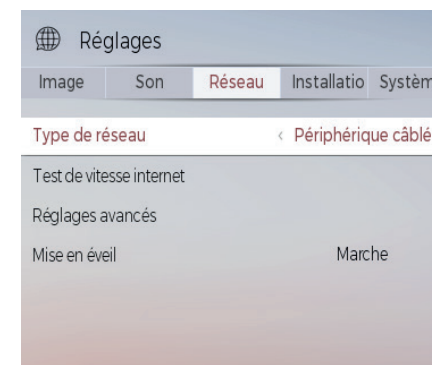 Réglages
Image Son Réseau Installatio Systèm
Type de réseau < Périphérique câblé
Test de vitesse internet
Réglages avancés
Mise en éveil Marche